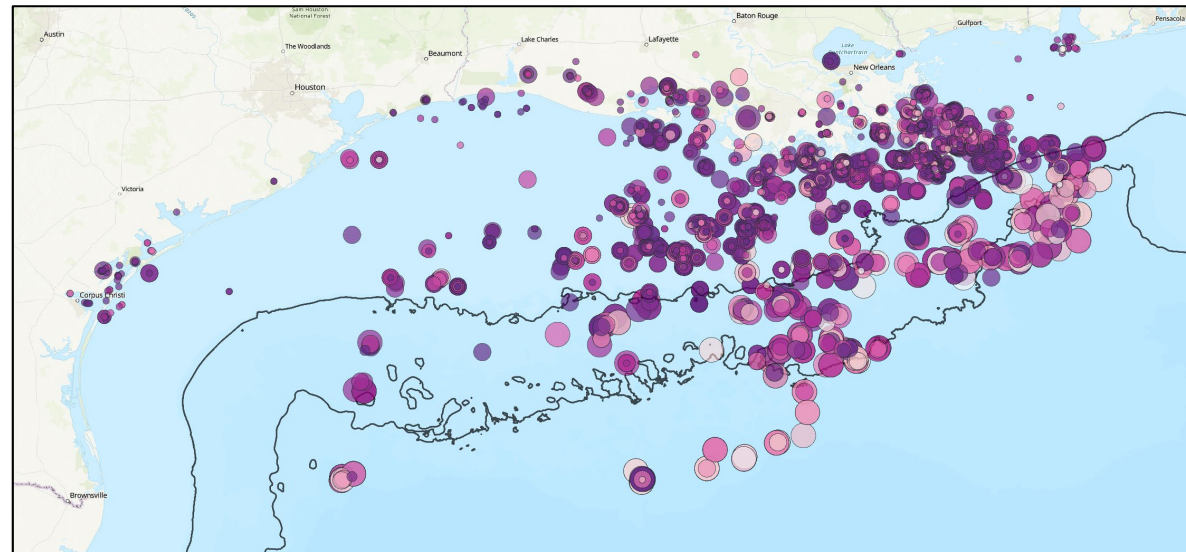 Austin
Sam Houston
National Forest
The Woodlands
Houston
Beaumont
Lake Charles
Lafayette
Baton Rouge
Gulfport
Pensacola
Lake
Pontchartrain
New Orleans
Victoria
Corpus Christi
Brownsville